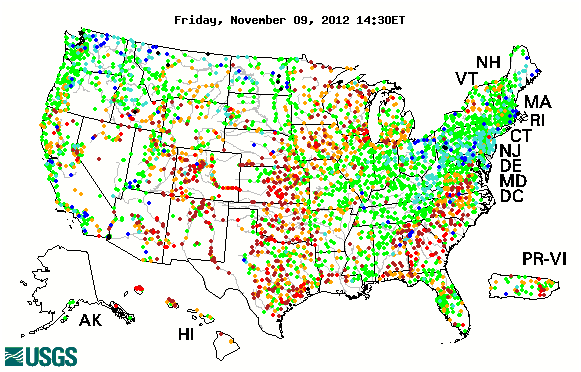 Friday, November 09, 2012 14:30ET
NH
VT
MA
RI
CT
NJ
DE
MD
DC
PR-VI
AK
HI
USGS